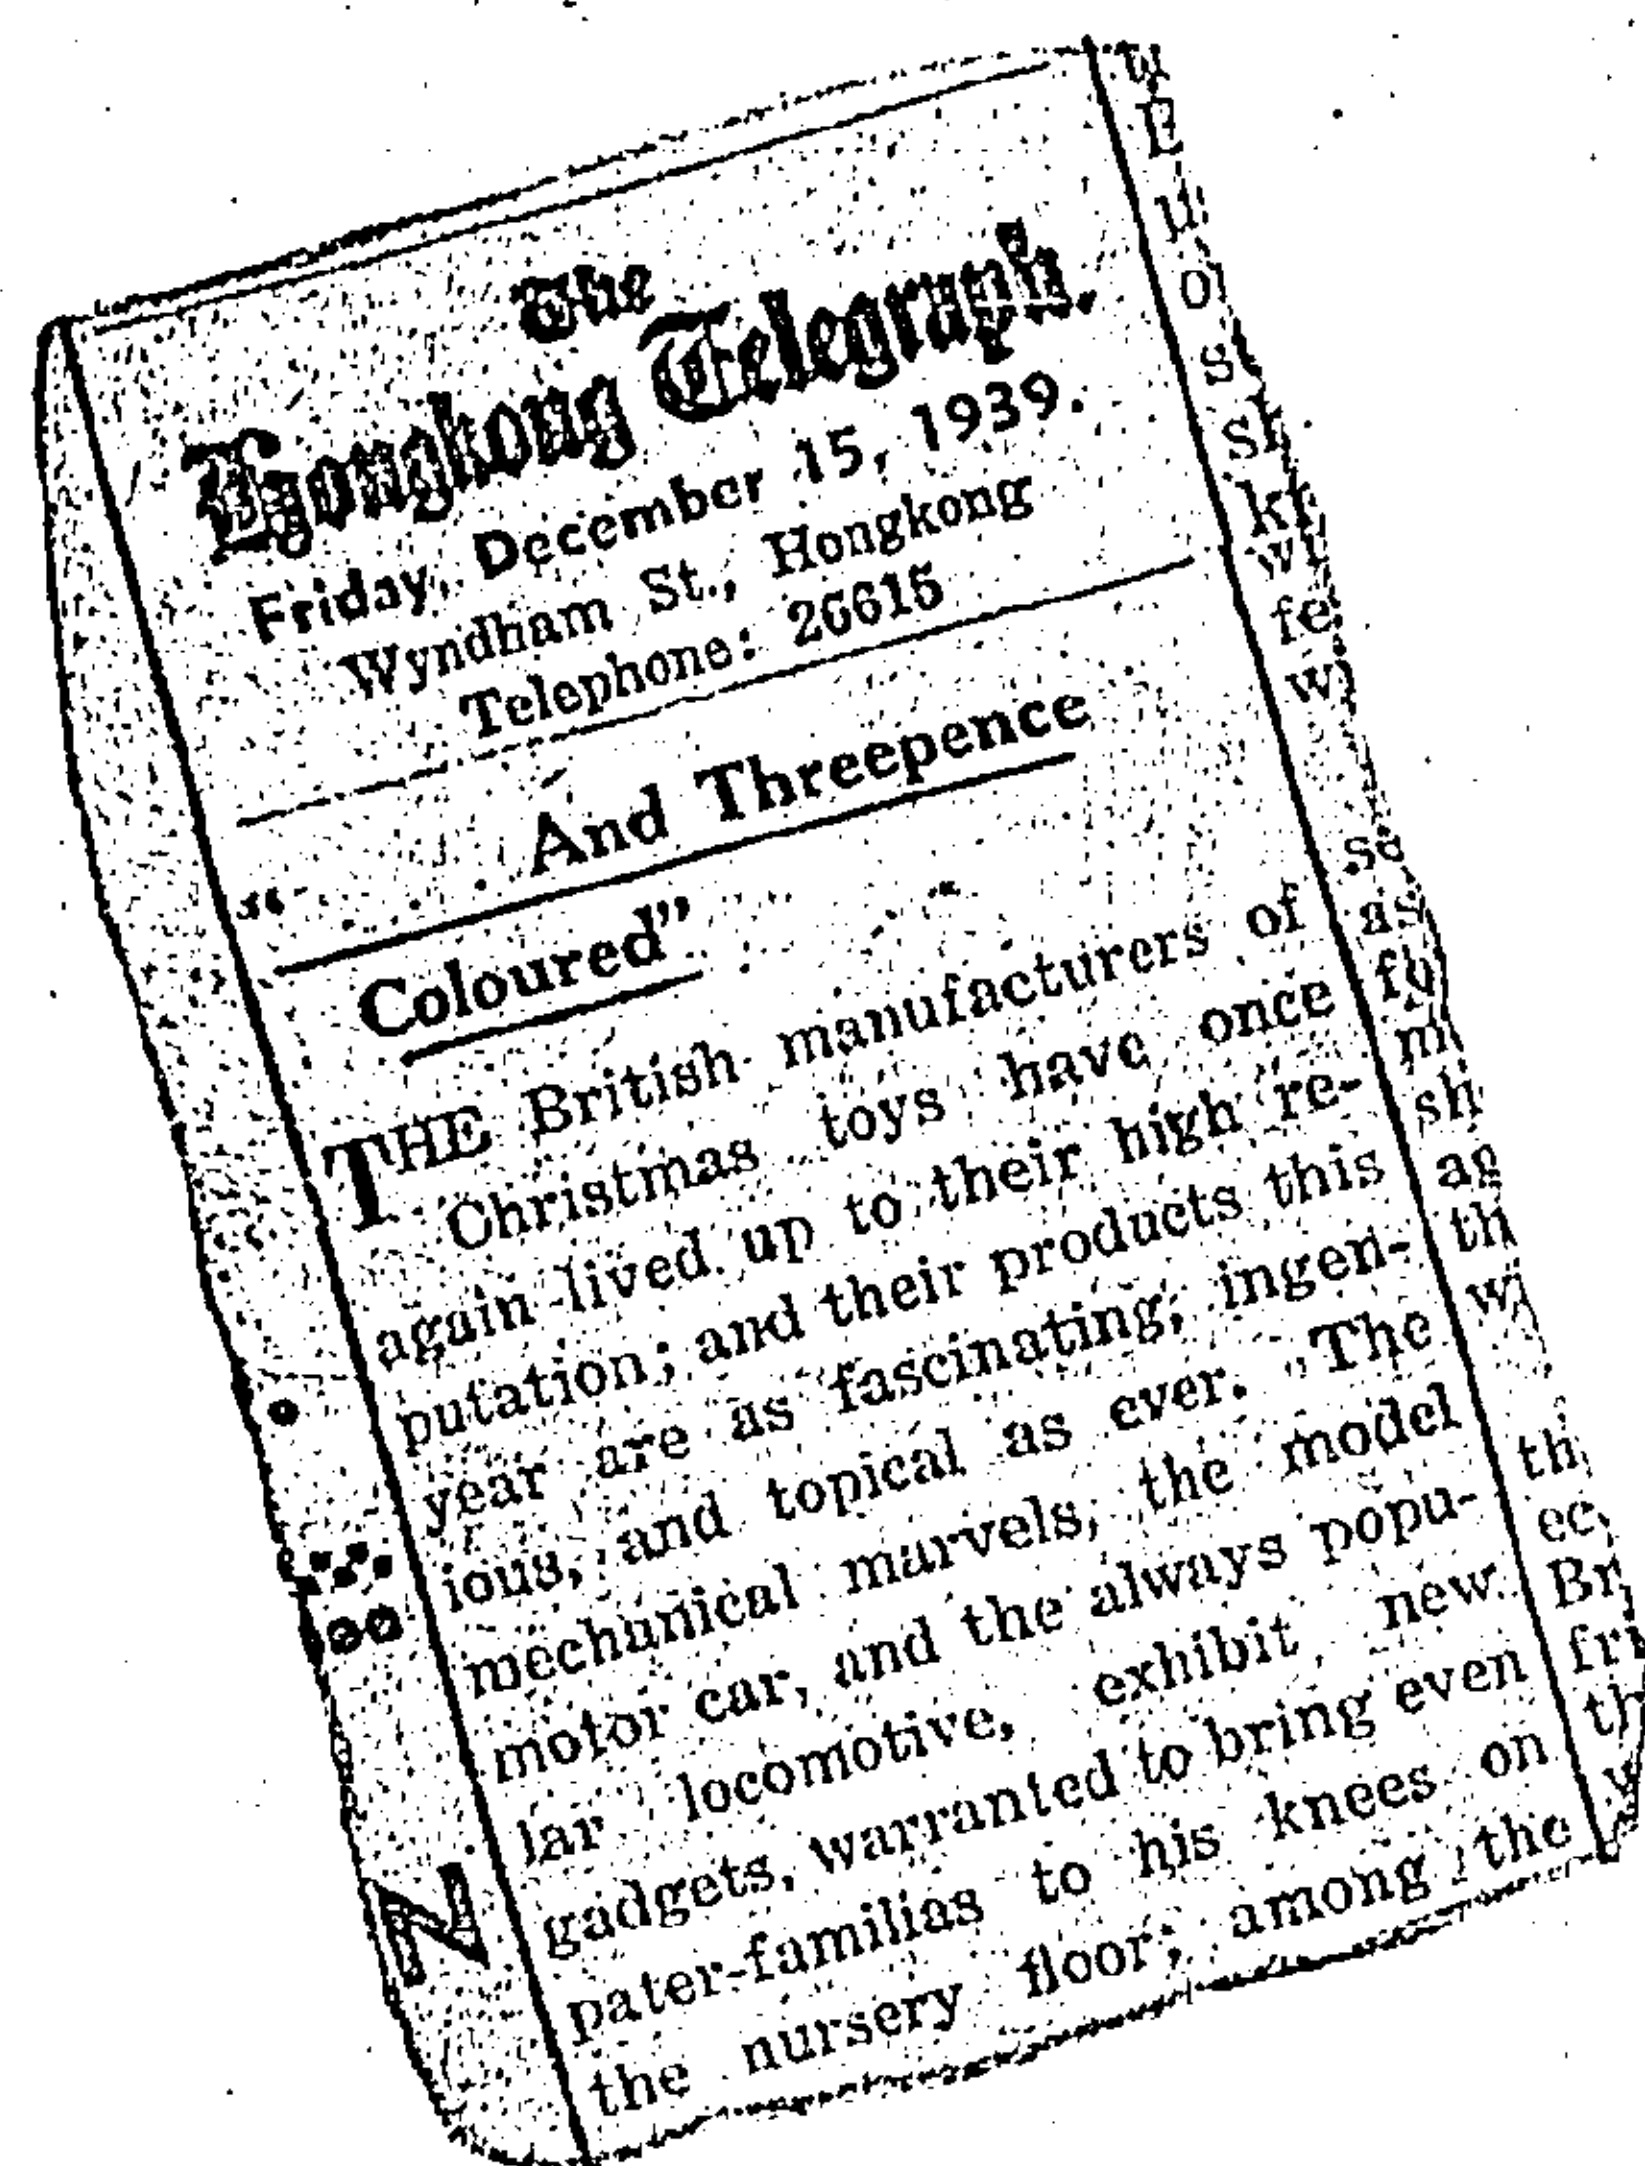 The
Hongkong Telegraph.
Friday, December 15, 1939.
Wyndham St., Hongkong
Telephone: 26615
“ . . . . And Threepence
Coloured”
THE British manufacturers of
Christmas toys have once
again lived up to their high re-
putation; and their products this
year are as fascinating, ingen-
ious, and topical as ever. The
mechanical marvels, the model
motor car, and the always popu-
lar locomotive, exhibit new
gadgets, warranted to bring even
pater-familias to his knees on
the nursery floor; among the